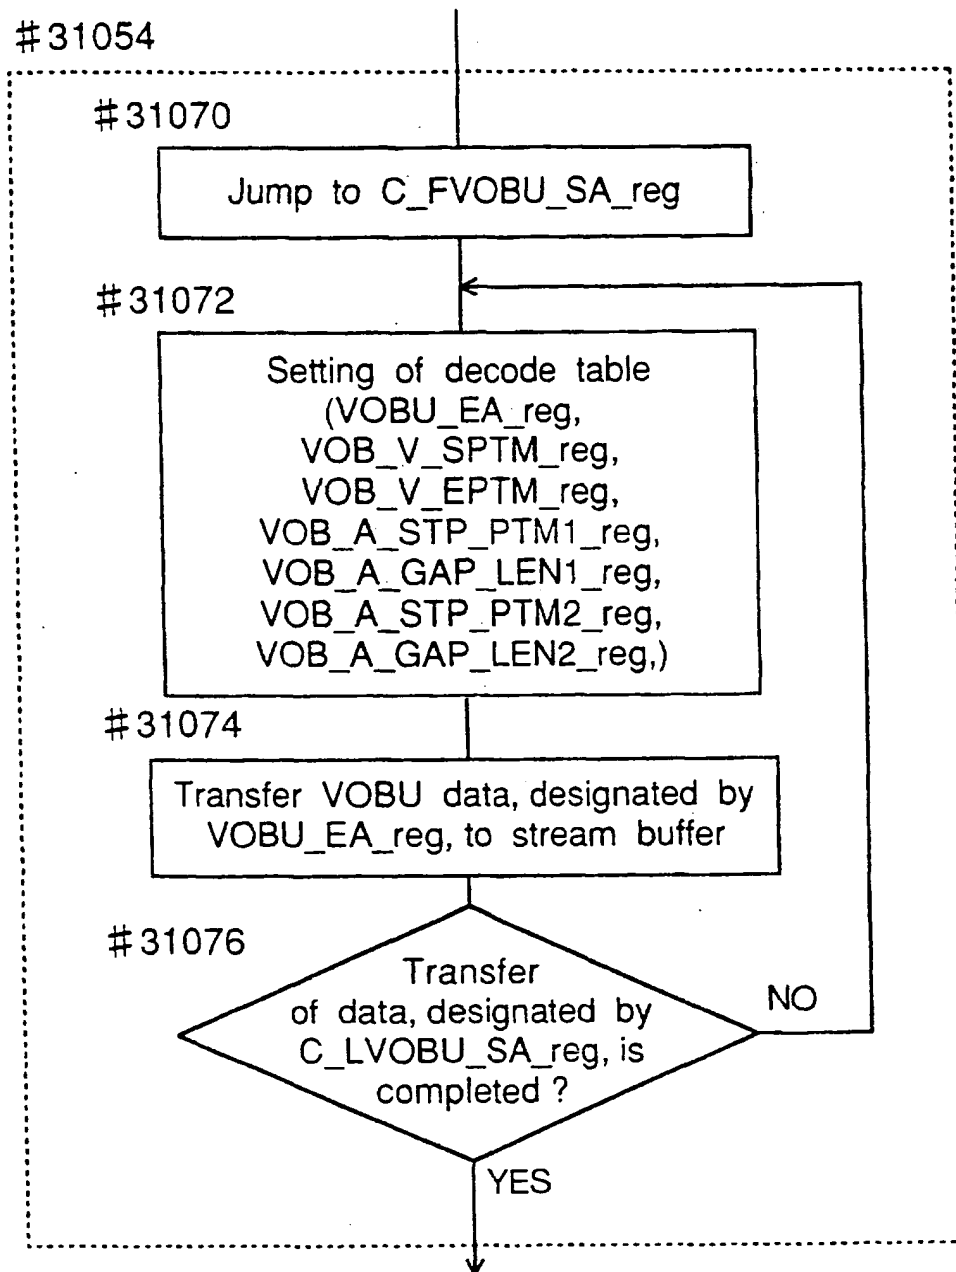 #31054
#31070
Jump to C_FVOBU_SA_reg
#31072
Setting of decode table
(VOBU_EA_reg,
VOB_V_SPTM_reg,
VOB_V_EPTM_reg,
VOB_A_STP_PTM1_reg,
VOB_A_GAP_LEN1_reg,
VOB_A_STP_PTM2_reg,
VOB_A_GAP_LEN2_reg,)
#31074
Transfer VOBU data, designated by
VOBU_EA_reg, to stream buffer
#31076
Transfer
of data, designated by
C_LVOBU_SA_reg, is
completed ?
NO
YES